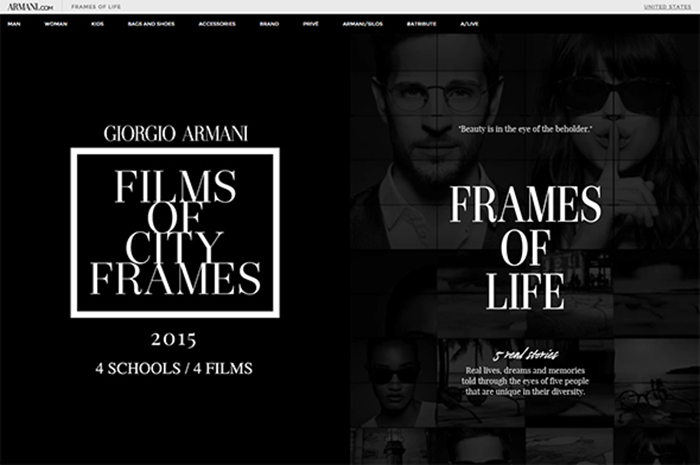 ARMANI.COM FRAMES OF LIFE UNITED STATES
MAN WOMAN KIDS BAGS AND SHOES ACCESSORIES BRAND PRIVÉ ARMANI/SILOS #ATRIBUTE A/LIVE
GIORGIO ARMANI
FILMS
OF
CITY
FRAMES
2015
4 SCHOOLS / 4 FILMS
"Beauty is in the eye of the beholder."
FRAMES
OF
LIFE
5 real stories
Real lives, dreams and memories
told through the eyes of five people
that are unique in their diversity.